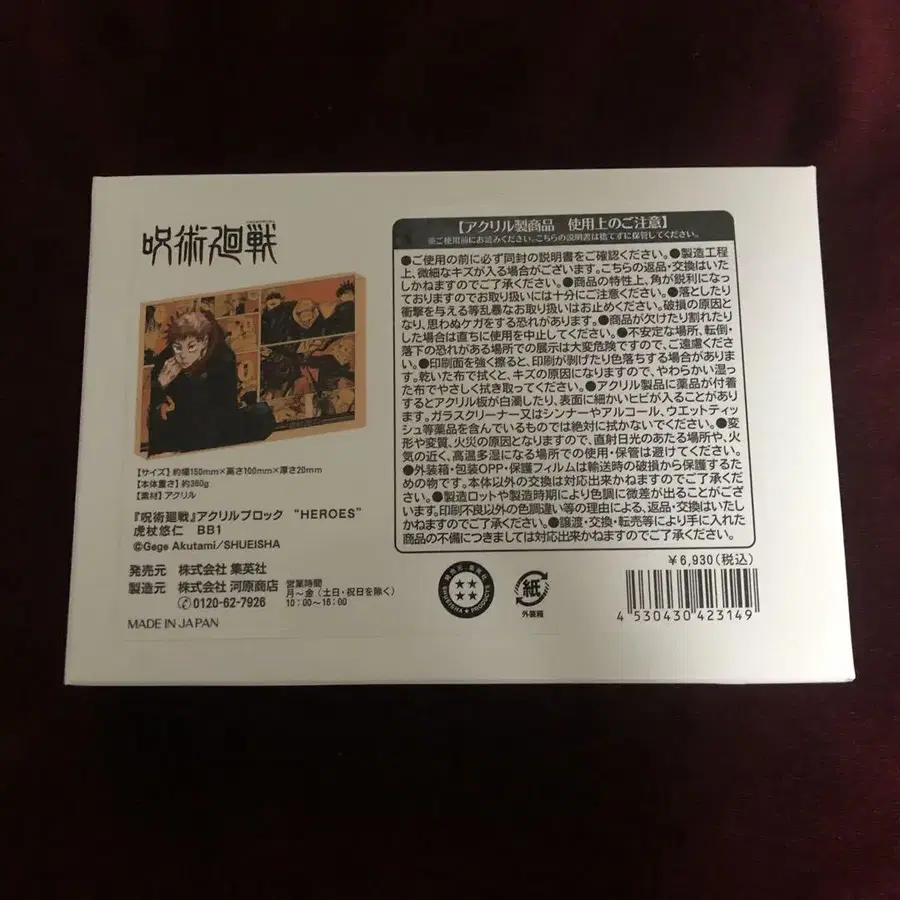 呪術廻戦
【サイズ】約幅150mm×高さ100mm×厚さ20mm
【本体重さ】約360g
【素材】アクリル
『呪術廻戦』アクリルブロック “HEROES”
虎杖悠仁 BB1
©Gege Akutami/SHUEISHA
発売元 株式会社 集英社
製造元 株式会社 河原商店
✆0120-62-7926
営業時間
月〜金(土日・祝日を除く)
10:00〜16:00
MADE IN JAPAN
【アクリル製商品 使用上のご注意】
※ご使用前にお読みください。こちらの説明書は捨てずに保管してください。
●ご使用の前に必ず同封の説明書をご確認ください。●製造工程
上、微細なキズが入る場合がございます。こちらの返品・交換はいた
しかねますのでご了承ください。●商品の特性上、角が鋭利になっ
ておりますのでお取り扱いには十分にご注意ください。●落としたり
衝撃を与える等乱暴なお取り扱いはお止めください。破損の原因と
なり、思わぬケガをする恐れがあります。●商品が欠けたり割れたり
した場合は直ちに使用を中止してください。●不安定な場所、転倒・
落下の恐れがある場所での展示は大変危険ですので、ご遠慮くださ
い。●印刷面を強く擦ると、印刷が剥げたり色落ちする場合がありま
す。乾いた布で拭くと、キズの原因になりますので、やわらかい湿っ
た布でやさしく拭き取ってください。●アクリル製品に薬品が付着
するとアクリル板が白濁したり、表面に細かいヒビが入ることがあり
ます。ガラスクリーナー又はシンナーやアルコール、ウエットティッ
シュ等薬品を含んでいるものでは絶対に拭かないでください。●変
形や変質、火災の原因となりますので、直射日光のあたる場所や、火
気の近く、高温多湿になる場所での使用・保管は避けてください。
●外装箱・包装OPP・保護フィルムは輸送時の破損から保護するた
めの物です。本体以外の交換は対応出来かねますのでご了承くださ
い。●製造ロットや製造時期により色調に微差が出ることがござ
います。印刷不良以外の色調違い等の理由による、返品・交換はいたし
かねますのでご了承ください。●譲渡・交換・転売等により手に入れた
商品の不備につきましては対応出来かねますのでご了承ください。
¥6,930(税込)
SHUEISHA PRODUCTS
紙
外装箱
4 530430 423149